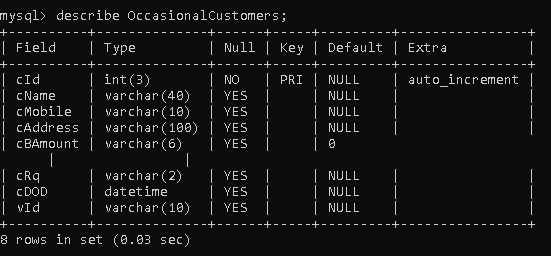 mysql> describe OccasionalCustomers;
+-----------+--------------+------+-----+---------+----------------+
| Field     | Type         | Null | Key | Default | Extra          |
+-----------+--------------+------+-----+---------+----------------+
| cId       | int(3)       | NO   | PRI | NULL    | auto_increment |
| cName     | varchar(40)  | YES  |     | NULL    |                |
| cMobile   | varchar(10)  | YES  |     | NULL    |                |
| cAddress  | varchar(100) | YES  |     | NULL    |                |
| cBAmount  | varchar(6)   | YES  |     | 0
      |                |
| cRq       | varchar(2)   | YES  |     | NULL    |                |
| cDOD      | datetime     | YES  |     | NULL    |                |
| vId       | varchar(10)  | YES  |     | NULL    |                |
+-----------+--------------+------+-----+---------+----------------+
8 rows in set (0.03 sec)